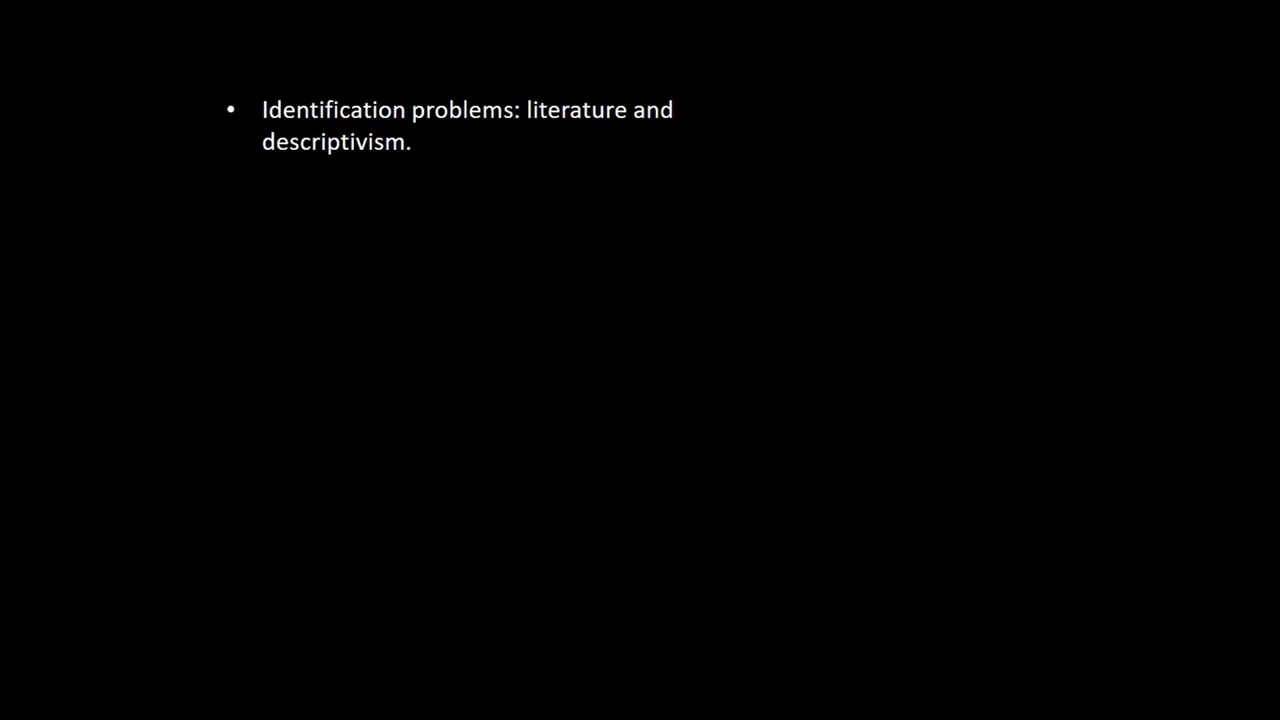 • Identification problems: literature and
descriptivism.